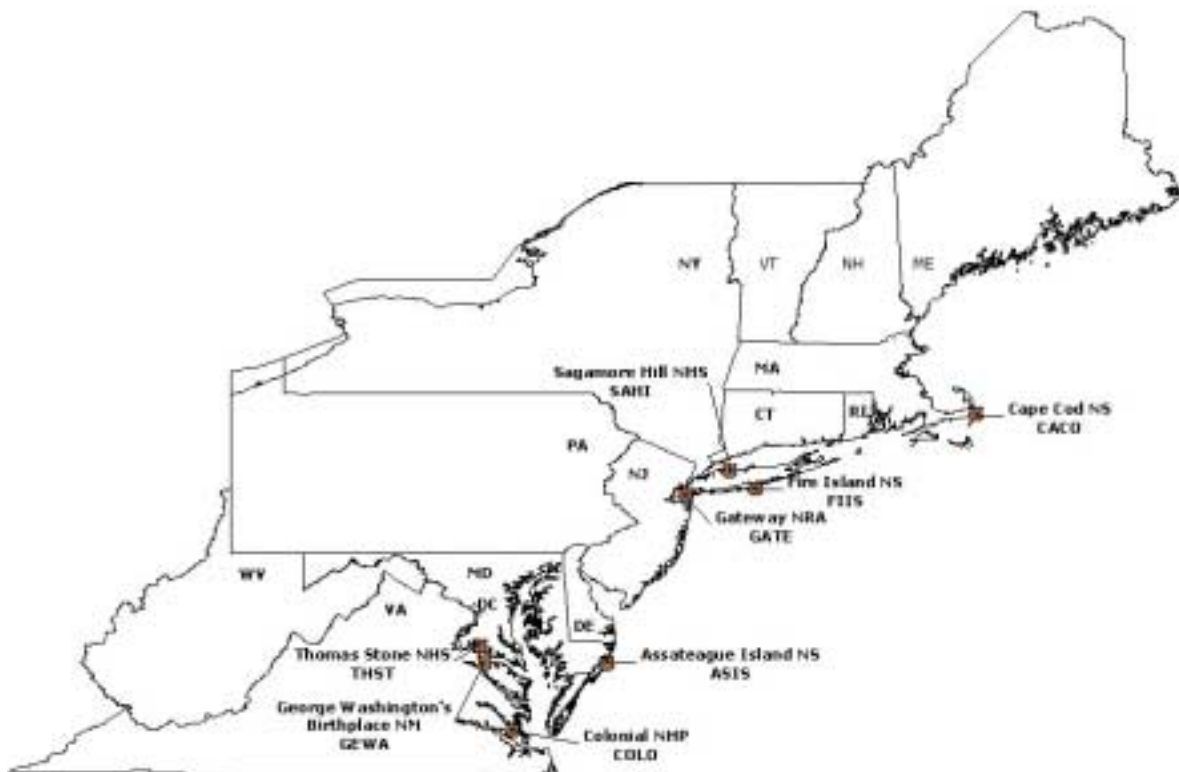 NY
VT
NH
ME
Sagamore Hill NHS
SAHI
MA
CT
RI
Cape Cod NS
CACO
PA
NJ
Fire Island NS
FIIS
Gateway NRA
GATE
WV
MD
VA
DC
DE
Thomas Stone NHS
THST
Assateague Island NS
ASIS
George Washington's
Birthplace NM
GEWA
Colonial NHP
COLO